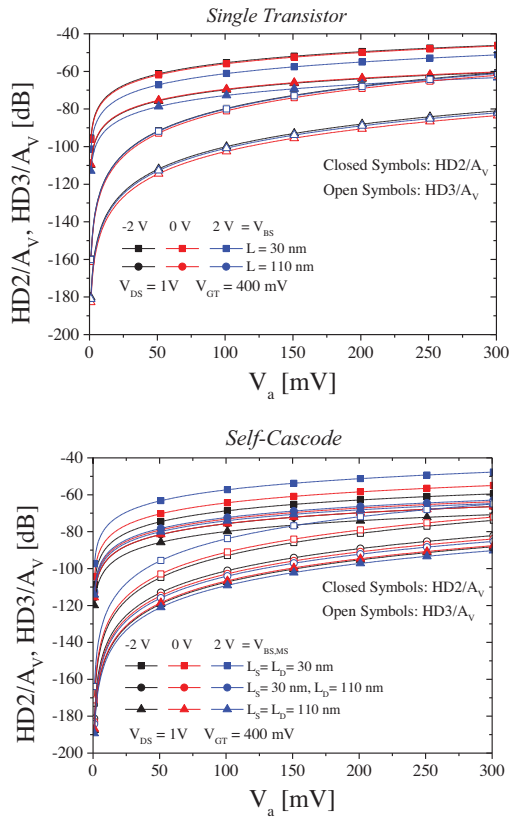 Single Transistor
HD2/A_V, HD3/A_V [dB]
-40
-60
-80
-100
-120
-140
-160
-180
-200
Closed Symbols: HD2/A_V
Open Symbols: HD3/A_V
-2 V 0 V 2 V = V_BS
L = 30 nm
L = 110 nm
V_DS = 1V V_GT = 400 mV
0 50 100 150 200 250 300
V_a [mV]
Self-Cascode
HD2/A_V, HD3/A_V [dB]
-40
-60
-80
-100
-120
-140
-160
-180
-200
Closed Symbols: HD2/A_V
Open Symbols: HD3/A_V
-2 V 0 V 2 V = V_BS,MS
L_S = L_D = 30 nm
L_S = 30 nm, L_D = 110 nm
L_S = L_D = 110 nm
V_DS = 1V V_GT = 400 mV
0 50 100 150 200 250 300
V_a [mV]